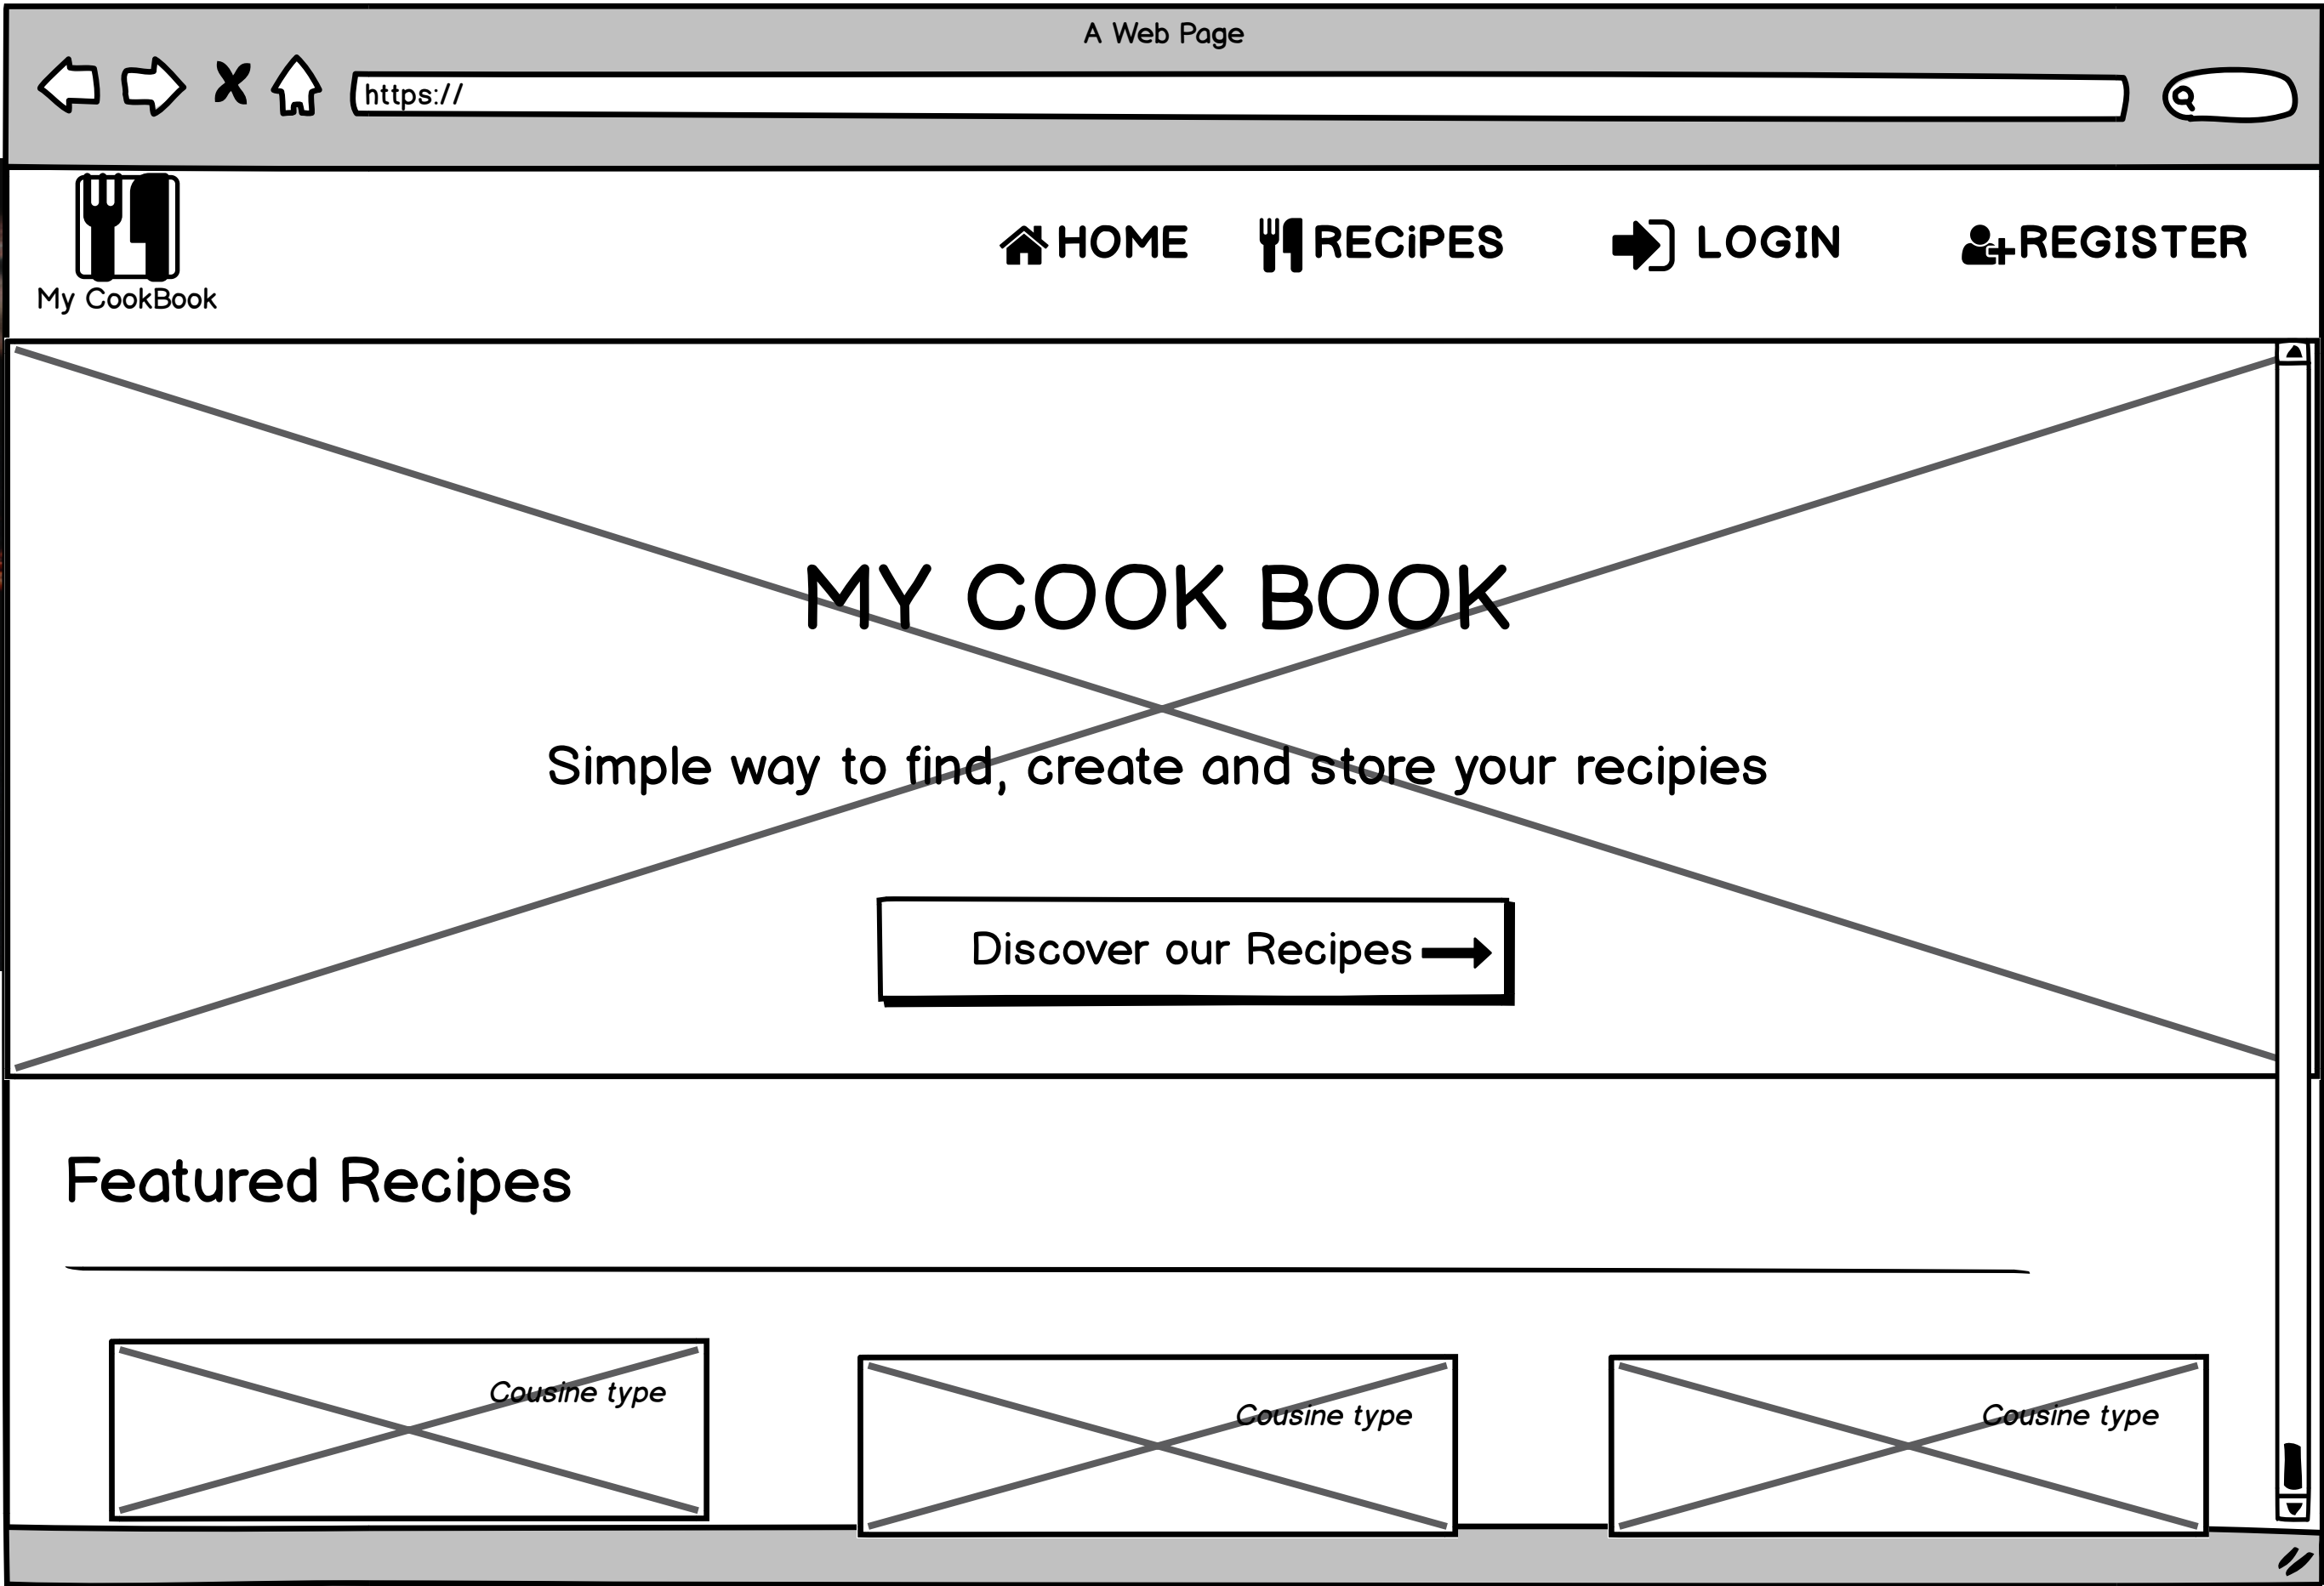 A Web Page
https://
My CookBook
HOME RECiPES LOGIN REGISTER
MY COOK BOOK
Simple way to find, create and store your recipies
Discover our Recipes
Featured Recipes
Cousine type
Cousine type
Cousine type